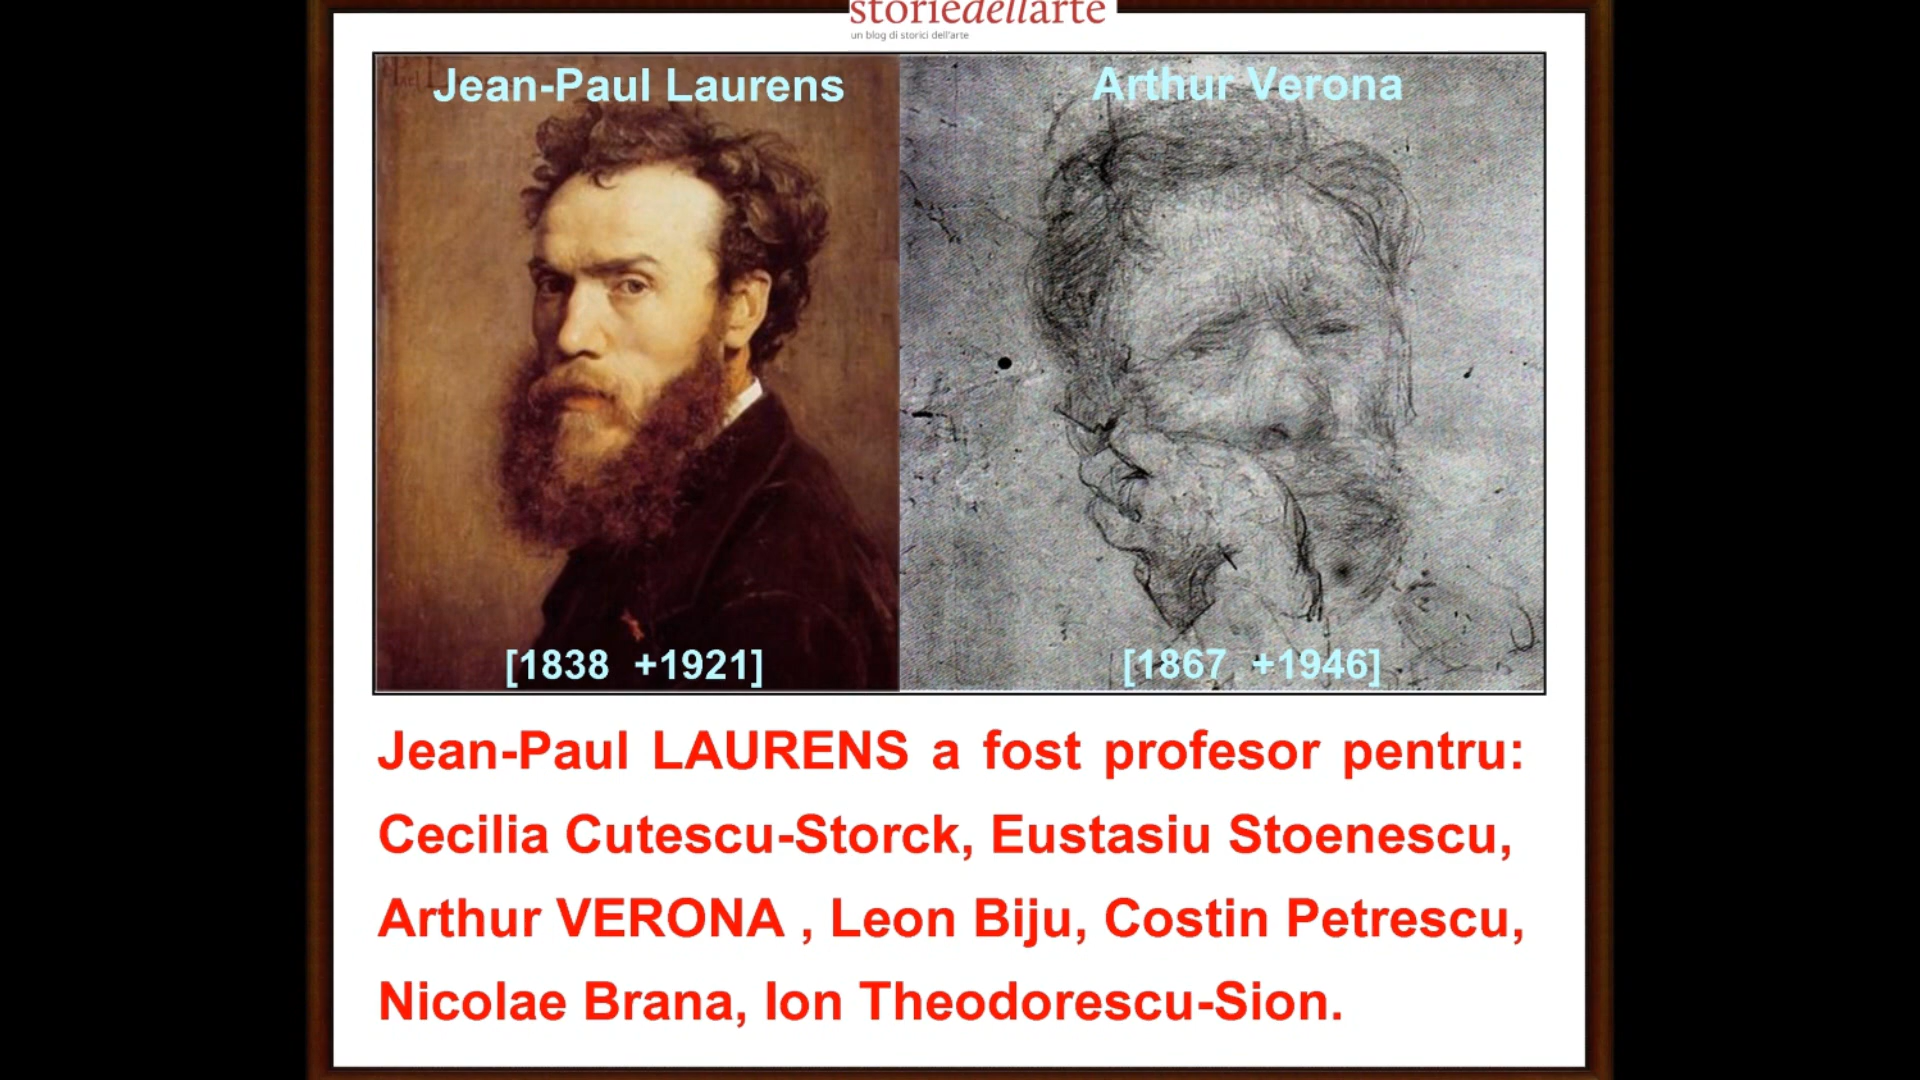 storiedellarte
un blog di storici dell'arte
Jean-Paul Laurens
Arthur Verona
[1838 +1921]
[1867 +1946]
Jean-Paul LAURENS a fost profesor pentru:
Cecilia Cutescu-Storck, Eustasiu Stoenescu,
Arthur VERONA , Leon Biju, Costin Petrescu,
Nicolae Brana, Ion Theodorescu-Sion.